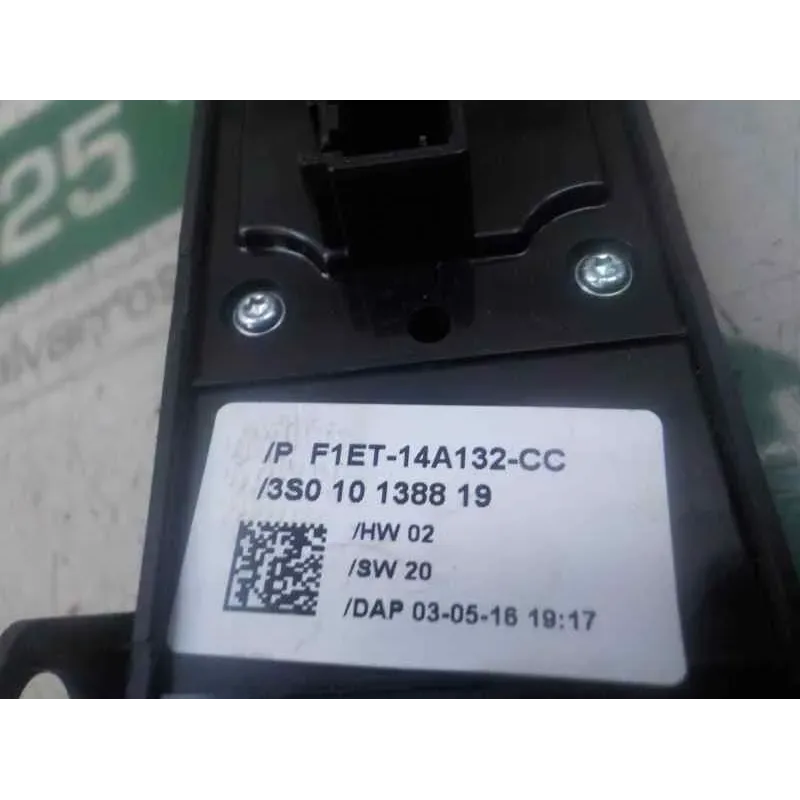 25
/P F1ET-14A132-CC
/3S0 10 1388 19
/HW 02
/SW 20
/DAP 03-05-16 19:17